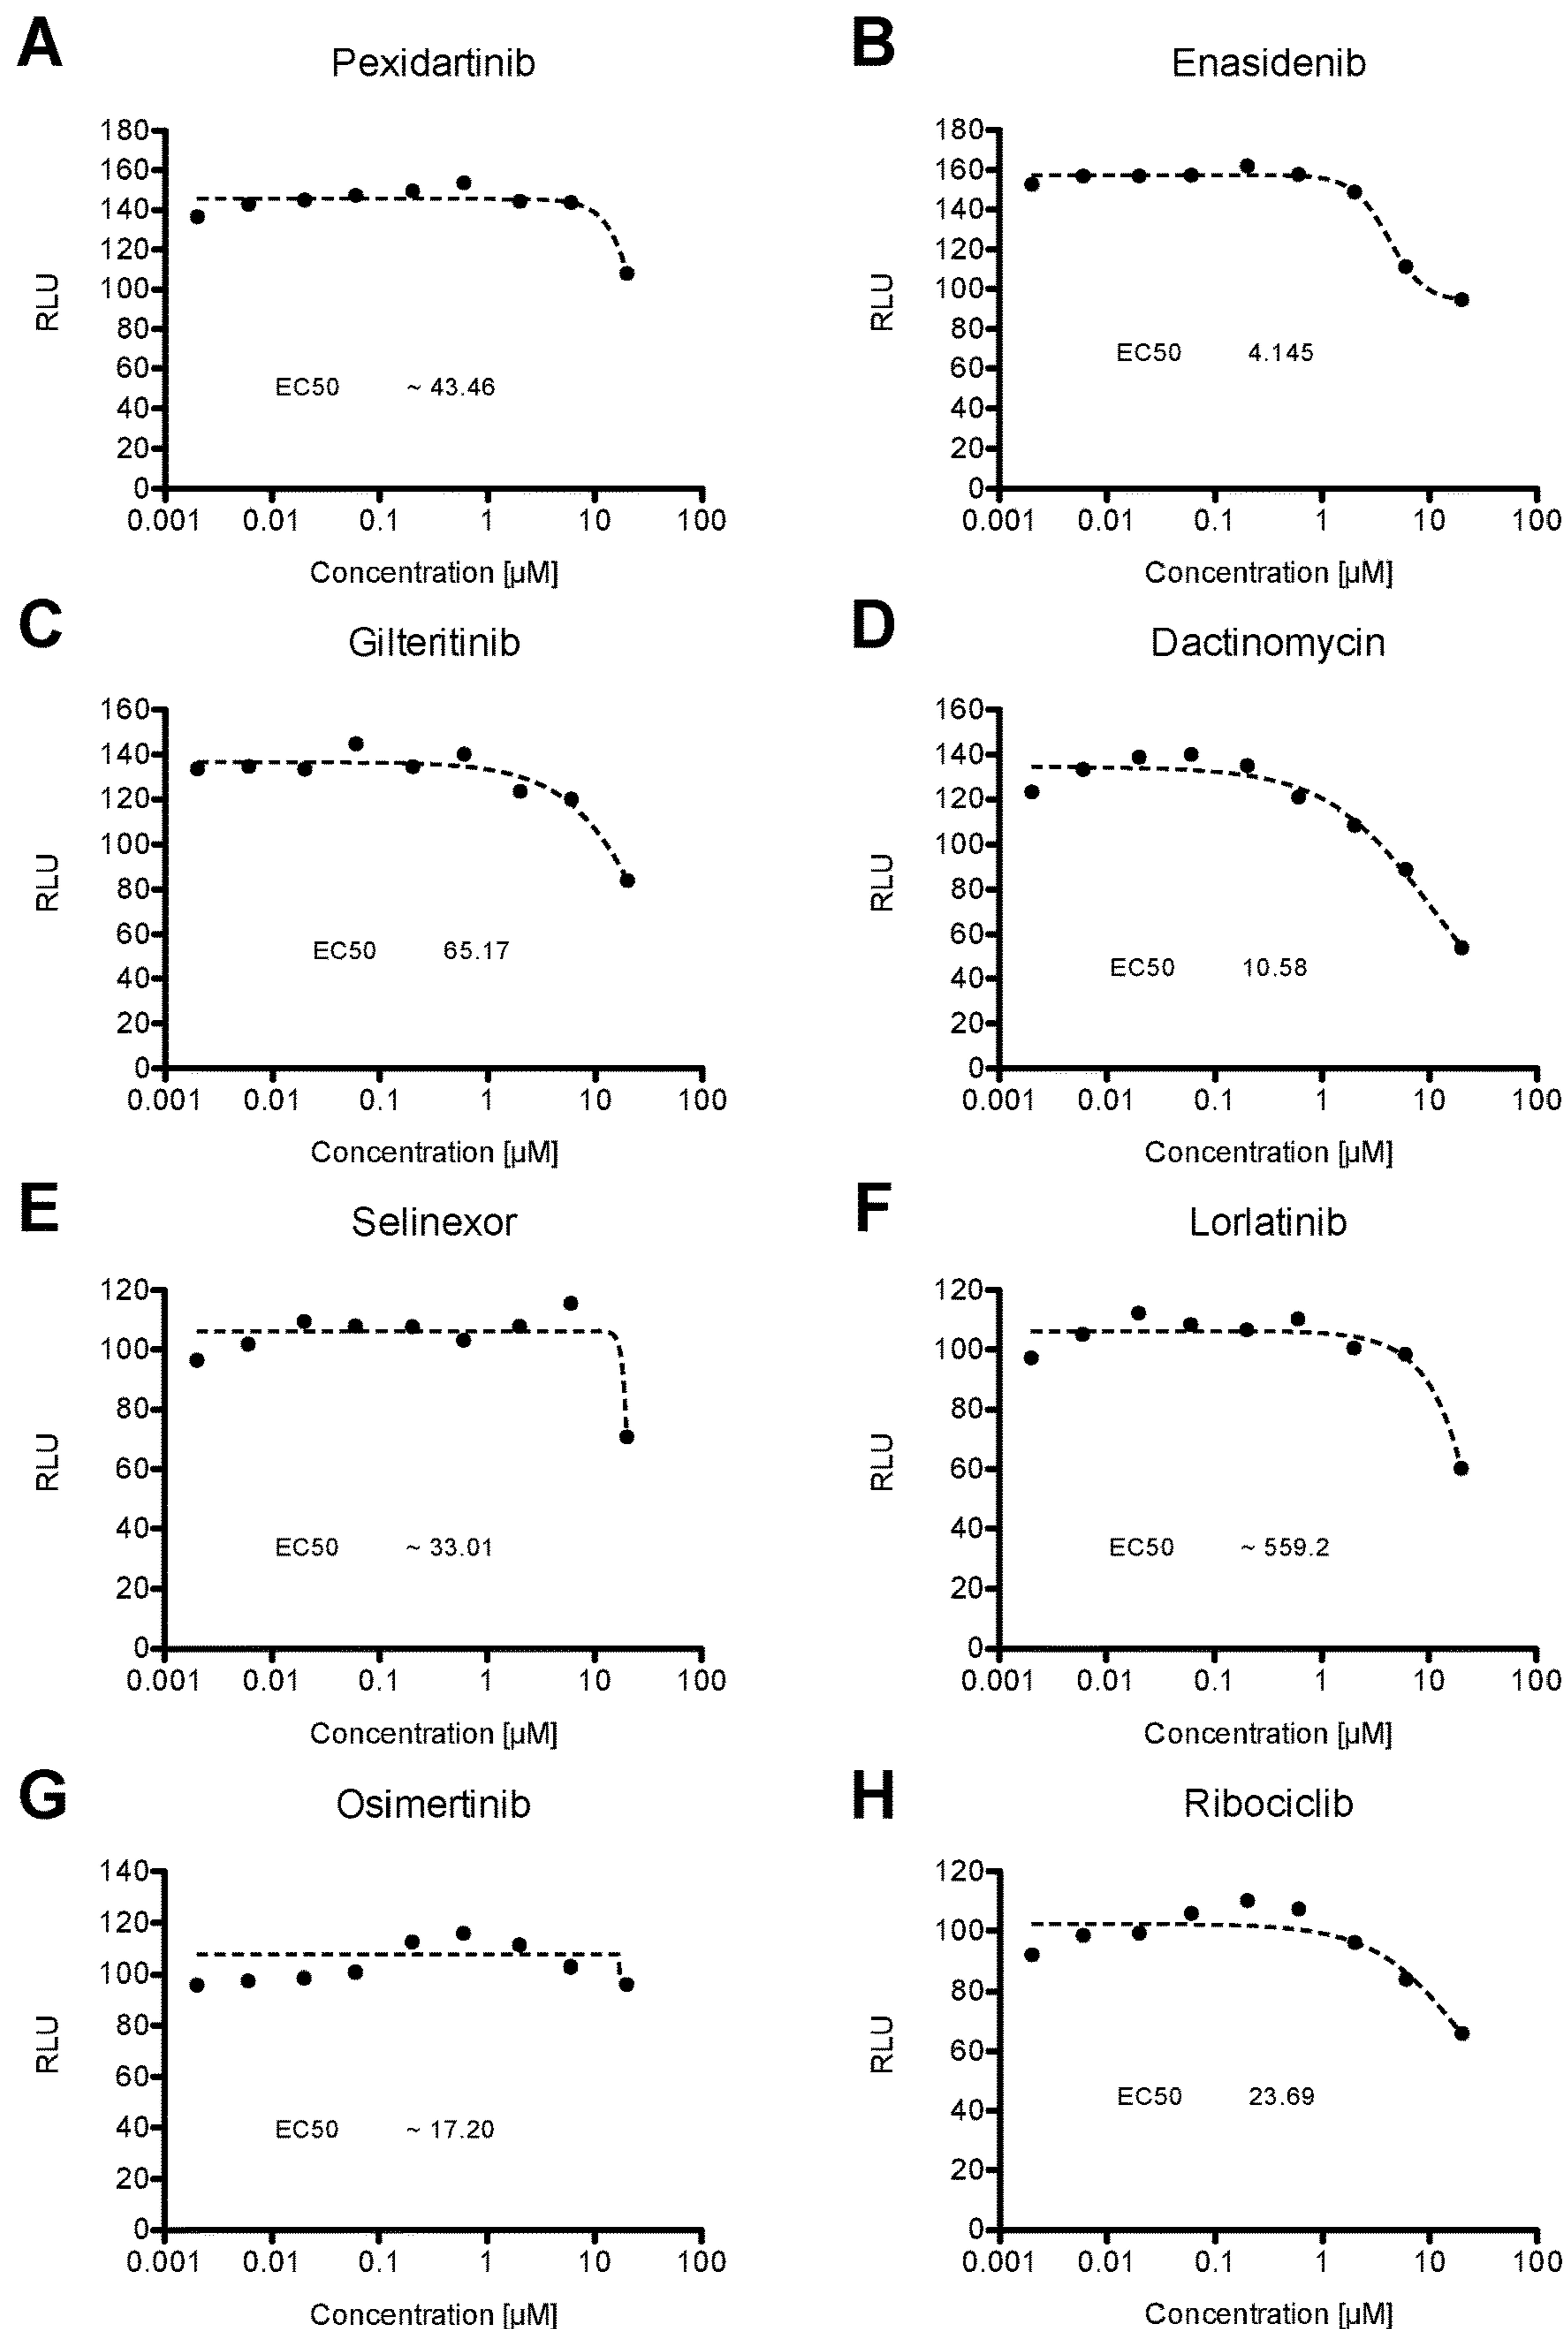 A
Pexidartinib
180
160
140
120
100
80
60
40
20
0
RLU
EC50 ~ 43.46
0.001 0.01 0.1 1 10 100
Concentration [µM]
B
Enasidenib
180
160
140
120
100
80
60
40
20
0
RLU
EC50 4.145
0.001 0.01 0.1 1 10 100
Concentration [µM]
C
Gilteritinib
160
140
120
100
80
60
40
20
0
RLU
EC50 65.17
0.001 0.01 0.1 1 10 100
Concentration [µM]
D
Dactinomycin
160
140
120
100
80
60
40
20
0
RLU
EC50 10.58
0.001 0.01 0.1 1 10 100
Concentration [µM]
E
Selinexor
120
100
80
60
40
20
0
RLU
EC50 ~ 33.01
0.001 0.01 0.1 1 10 100
Concentration [µM]
F
Lorlatinib
120
100
80
60
40
20
0
RLU
EC50 ~ 559.2
0.001 0.01 0.1 1 10 100
Concentration [µM]
G
Osimertinib
140
120
100
80
60
40
20
0
RLU
EC50 ~ 17.20
0.001 0.01 0.1 1 10 100
Concentration [µM]
H
Ribociclib
120
100
80
60
40
20
0
RLU
EC50 23.69
0.001 0.01 0.1 1 10 100
Concentration [µM]